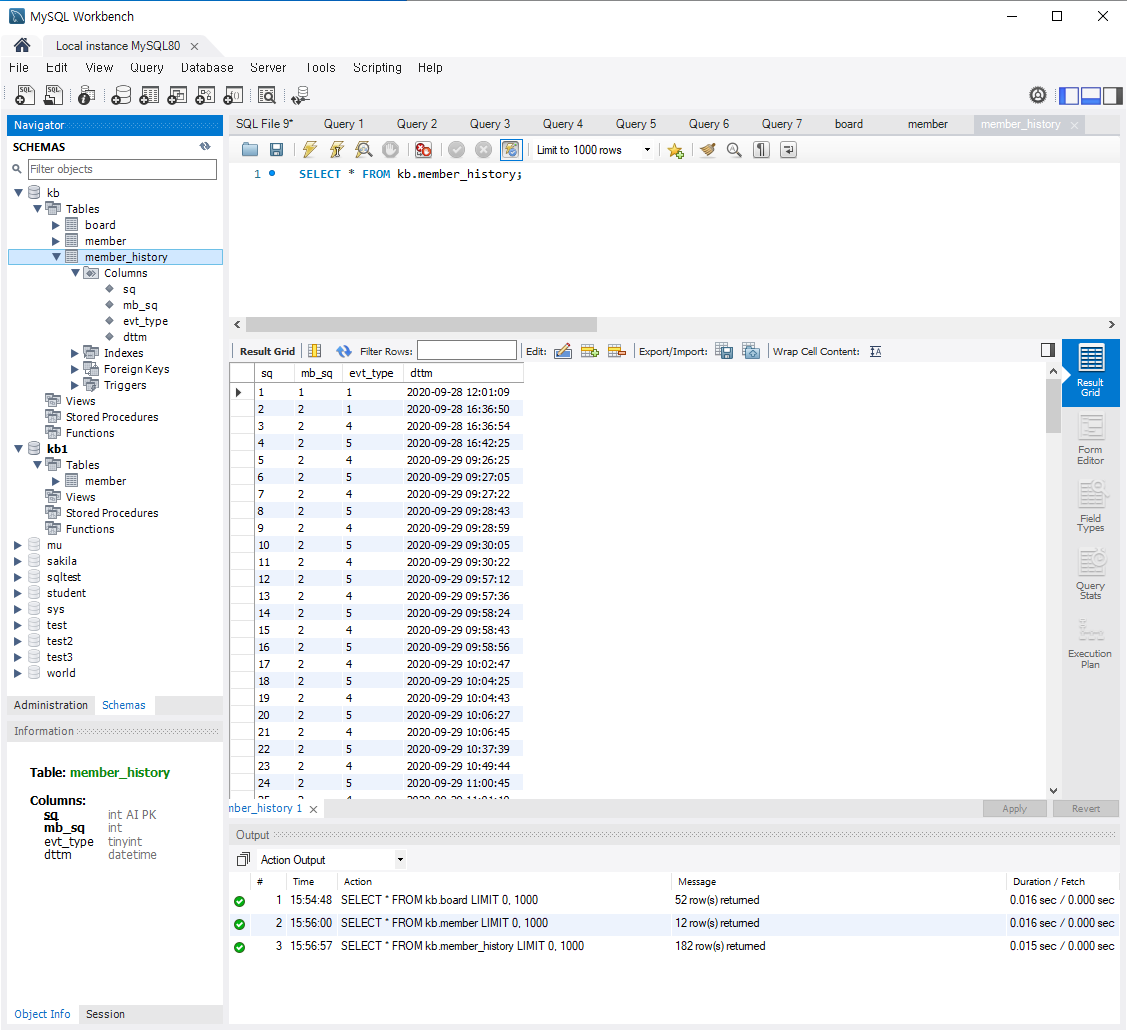 MySQL Workbench
Local instance MySQL80
File Edit View Query Database Server Tools Scripting Help
Navigator
SCHEMAS
Filter objects
kb
Tables
board
member
member_history
Columns
sq
mb_sq
evt_type
dttm
Indexes
Foreign Keys
Triggers
Views
Stored Procedures
Functions
kb1
Tables
member
Views
Stored Procedures
Functions
mu
sakila
sqltest
student
sys
test
test2
test3
world
Administration Schemas
Information
Table: member_history
Columns:
sq int AI PK
mb_sq int
evt_type tinyint
dttm datetime
Object Info Session
SQL File 9* Query 1 Query 2 Query 3 Query 4 Query 5 Query 6 Query 7 board member member_history
Limit to 1000 rows
1 SELECT * FROM kb.member_history;
Result Grid Filter Rows: Edit: Export/Import: Wrap Cell Content:
sq mb_sq evt_type dttm
1 1 1 2020-09-28 12:01:09
2 2 1 2020-09-28 16:36:50
3 2 4 2020-09-28 16:36:54
4 2 5 2020-09-28 16:42:25
5 2 4 2020-09-29 09:26:25
6 2 5 2020-09-29 09:27:05
7 2 4 2020-09-29 09:27:22
8 2 5 2020-09-29 09:28:43
9 2 4 2020-09-29 09:28:59
10 2 5 2020-09-29 09:30:05
11 2 4 2020-09-29 09:30:22
12 2 5 2020-09-29 09:57:12
13 2 4 2020-09-29 09:57:36
14 2 5 2020-09-29 09:58:24
15 2 4 2020-09-29 09:58:43
16 2 5 2020-09-29 09:58:56
17 2 4 2020-09-29 10:02:47
18 2 5 2020-09-29 10:04:25
19 2 4 2020-09-29 10:04:43
20 2 5 2020-09-29 10:06:27
21 2 4 2020-09-29 10:06:45
22 2 5 2020-09-29 10:37:39
23 2 4 2020-09-29 10:49:44
24 2 5 2020-09-29 11:00:45
Result
Grid
Form
Editor
Field
Types
Query
Stats
Execution
Plan
mber_history 1
Apply Revert
Output
Action Output
# Time Action Message Duration / Fetch
1 15:54:48 SELECT * FROM kb.board LIMIT 0, 1000 52 row(s) returned 0.016 sec / 0.000 sec
2 15:56:00 SELECT * FROM kb.member LIMIT 0, 1000 12 row(s) returned 0.016 sec / 0.000 sec
3 15:56:57 SELECT * FROM kb.member_history LIMIT 0, 1000 182 row(s) returned 0.015 sec / 0.000 sec